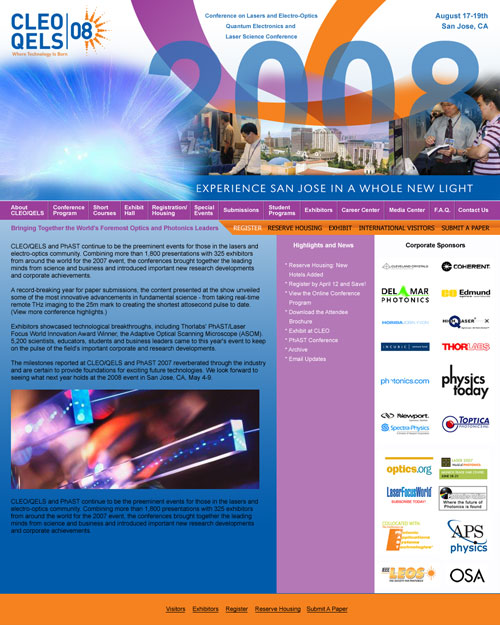 CLEO
QELS 08
Where Technology is Born
Conference on Lasers and Electro-Optics
Quantum Electronics and
Laser Science Conference
August 17-19th
San Jose, CA
2008
EXPERIENCE SAN JOSE IN A WHOLE NEW LIGHT
About CLEO/QELS
Conference Program
Short Courses
Exhibit Hall
Registration/ Housing
Special Events
Submissions
Student Programs
Exhibitors
Career Center
Media Center
F.A.Q.
Contact Us
Bringing Together the World's Foremost Optics and Photonics Leaders
REGISTER RESERVE HOUSING EXHIBIT INTERNATIONAL VISITORS SUBMIT A PAPER
CLEO/QELS and PhAST continue to be the preeminent events for those in the lasers and
electro-optics community. Combining more than 1,800 presentations with 325 exhibitors
from around the world for the 2007 event, the conferences brought together the leading
minds from science and business and introduced important new research developments
and corporate achievements.
A record-breaking year for paper submissions, the content presented at the show unveiled
some of the most innovative advancements in fundamental science - from taking real-time
remote THz imaging to the 25m mark to creating the shortest attosecond pulse to date.
(View more conference highlights.)
Exhibitors showcased technological breakthroughs, including Thorlabs' PhAST/Laser
Focus World Innovation Award Winner, the Adaptive Optical Scanning Microscope (ASOM).
5,200 scientists, educators, students and business leaders came to this year's event to keep
on the pulse of the field's important corporate and research developments.
The milestones reported at CLEO/QELS and PhAST 2007 reverberated through the industry
and are certain to provide foundations for exciting future technologies. We look forward to
seeing what next year holds at the 2008 event in San Jose, CA, May 4-9.
CLEO/QELS and PhAST continue to be the preeminent events for those in the lasers and
electro-optics community. Combining more than 1,800 presentations with 325 exhibitors
from around the world for the 2007 event, the conferences brought together the leading
minds from science and business and introduced important new research developments
and corporate achievements.
Highlights and News
* Reserve Housing: New
Hotels Added
* Register by April 12 and Save!
* View the Online Conference
Program
* Download the Attendee
Brochure
* Exhibit at CLEO
* PhAST Conference
* Archive
* Email Updates
Corporate Sponsors
CLEVELAND CRYSTALS
COHERENT.
DEL MAR
PHOTONICS
Edmund
HIGHQLASER
THORLABS
photonics.com
physics
today
Newport.
Spectra-Physics
TOPTICA
PHOTONICS
optics.org
LaserFocusWorld
SUBSCRIBE TODAY!
Where the future of
Photonics is found
COLOCATED WITH
APS
physics
IEEE LEOS
OSA
Visitors Exhibitors Register Reserve Housing Submit A Paper